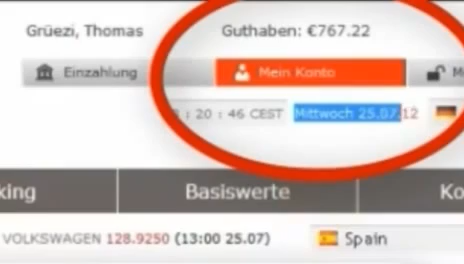 Grüezi, Thomas Guthaben: €767.22
Einzahlung Mein Konto M
: 20 : 46 CEST Mittwoch 25.07.12
king Basiswerte Ko
VOLKSWAGEN 128.9250 (13:00 25.07) Spain